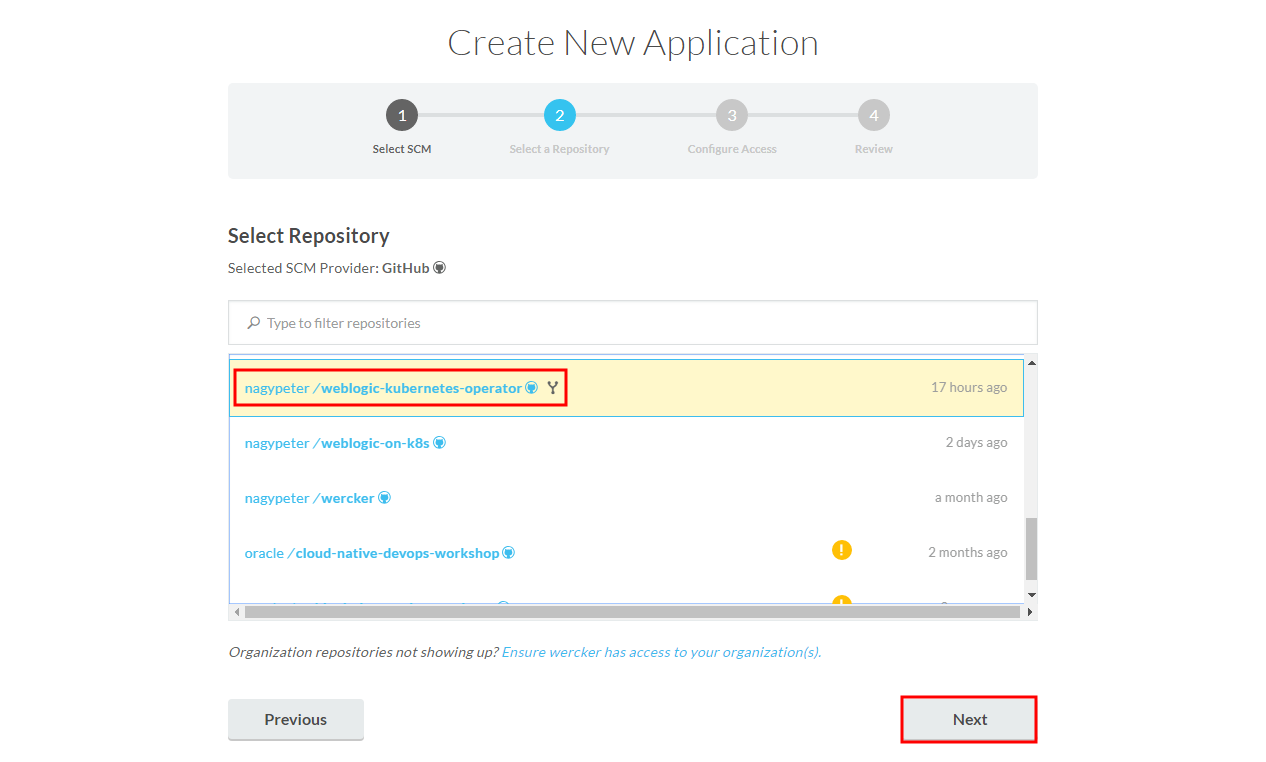 Create New Application
1 2 3 4
Select SCM Select a Repository Configure Access Review
Select Repository
Selected SCM Provider: GitHub
Type to filter repositories
nagypeter /weblogic-kubernetes-operator 17 hours ago
nagypeter /weblogic-on-k8s 2 days ago
nagypeter /wercker a month ago
oracle /cloud-native-devops-workshop 2 months ago
Organization repositories not showing up? Ensure wercker has access to your organization(s).
Previous Next